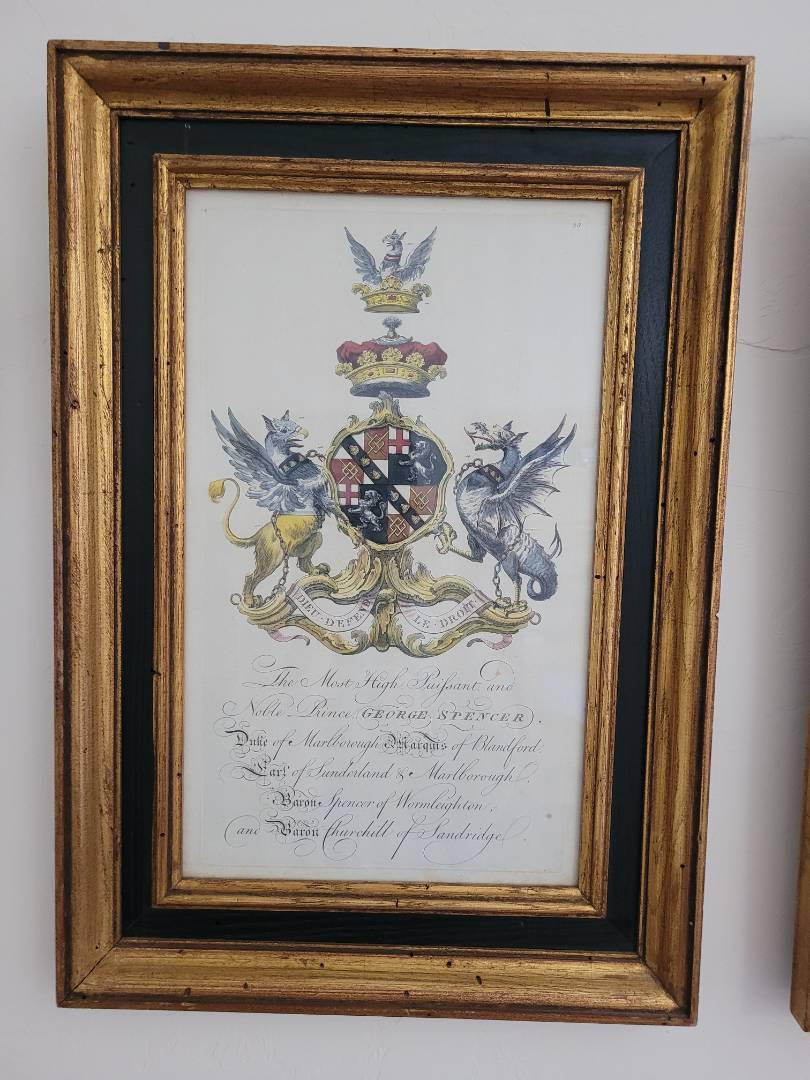 20
DIEU · DEFEND LE · DROIT
The Most High Puiſsant and
Noble Prince GEORGE SPENCER,
Duke of Marlborough Marquis of Blandford
Earl of Sunderland & Marlborough,
Baron Spencer of Wormleighton,
and Baron Churchill of Sandridge.